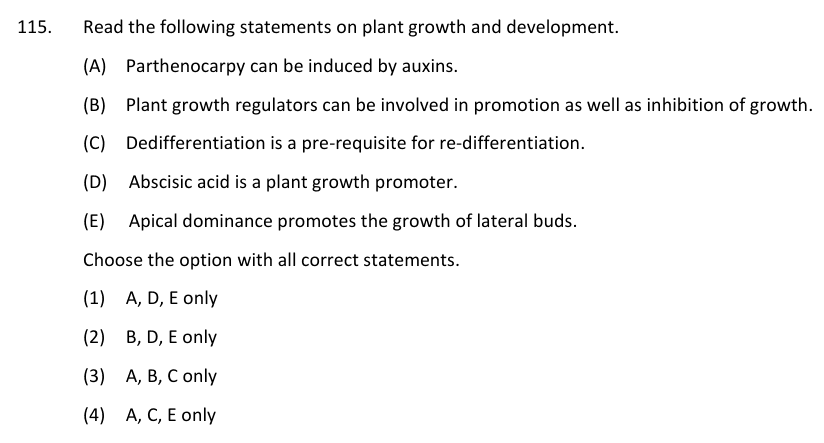 115. Read the following statements on plant growth and development.
(A) Parthenocarpy can be induced by auxins.
(B) Plant growth regulators can be involved in promotion as well as inhibition of growth.
(C) Dedifferentiation is a pre-requisite for re-differentiation.
(D) Abscisic acid is a plant growth promoter.
(E) Apical dominance promotes the growth of lateral buds.
Choose the option with all correct statements.
(1) A, D, E only
(2) B, D, E only
(3) A, B, C only
(4) A, C, E only